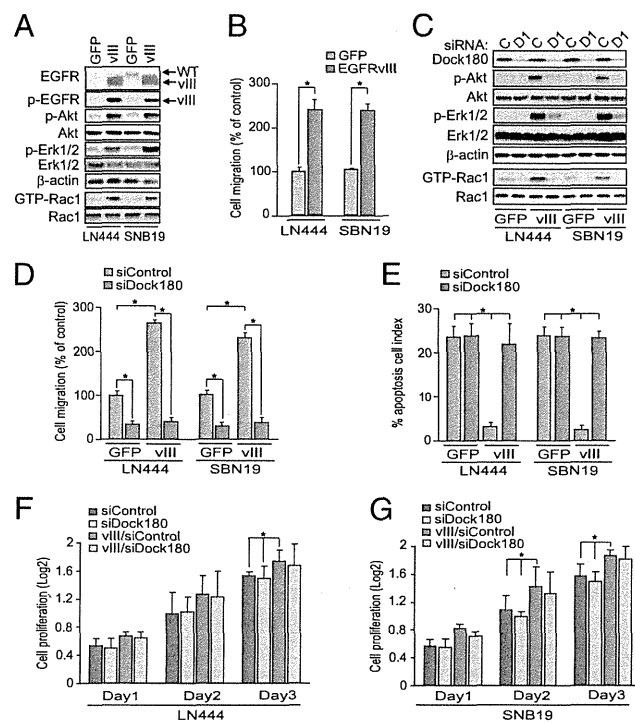 A
GFP
vIII
GFP
vIII
EGFR
WT
vIII
p-EGFR
vIII
p-Akt
Akt
p-Erk1/2
Erk1/2
β-actin
GTP-Rac1
Rac1
LN444 SNB19
B
GFP
EGFRvIII
Cell migration (% of control)
300
200
100
0
*
*
LN444
SBN19
C
siRNA: C D1 C D1 C D1 C D1
Dock180
p-Akt
Akt
p-Erk1/2
Erk1/2
β-actin
GTP-Rac1
Rac1
GFP vIII GFP vIII
LN444 SBN19
D
siControl
siDock180
Cell migration (% of control)
300
200
100
0
* * * * * *
GFP vIII GFP vIII
LN444 SBN19
E
siControl
siDock180
% apoptosis cell index
30
20
10
0
* *
GFP vIII GFP vIII
LN444 SBN19
F
siControl
siDock180
vIII/siControl
vIII/siDock180
Cell proliferation (Log2)
2
1.6
1.2
0.8
0.4
0
*
Day1 Day2 Day3
LN444
G
siControl
siDock180
vIII/siControl
vIII/siDock180
Cell proliferation (Log2)
2
1.6
1.2
0.8
0.4
0
* *
Day1 Day2 Day3
SNB19